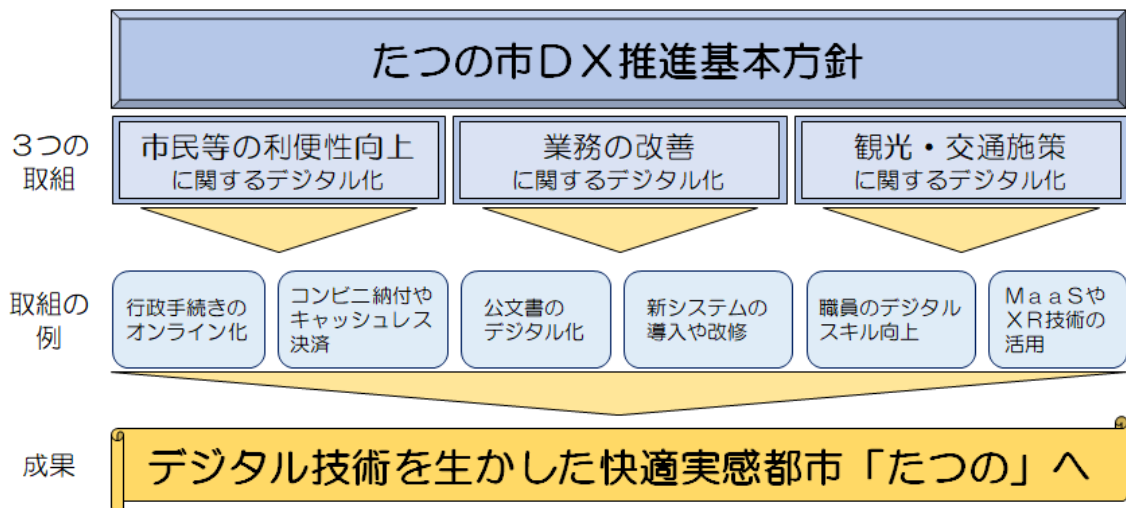 たつの市ＤＸ推進基本方針
３つの
取組
市民等の利便性向上
に関するデジタル化
業務の改善
に関するデジタル化
観光・交通施策
に関するデジタル化
取組の
例
行政手続きの
オンライン化
コンビニ納付や
キャッシュレス
決済
公文書の
デジタル化
新システムの
導入や改修
職員のデジタル
スキル向上
ＭａａＳや
ＸＲ技術の
活用
成果
デジタル技術を生かした快適実感都市「たつの」へ